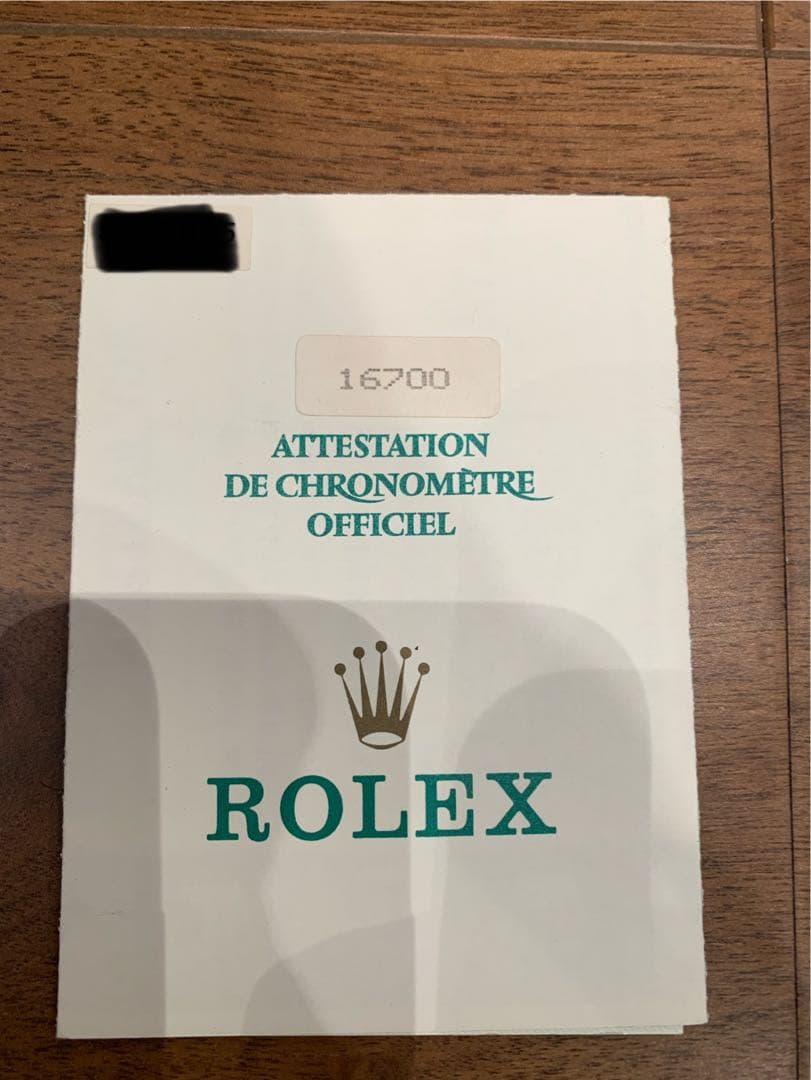 16700
ATTESTATION
DE CHRONOMÈTRE
OFFICIEL
ROLEX